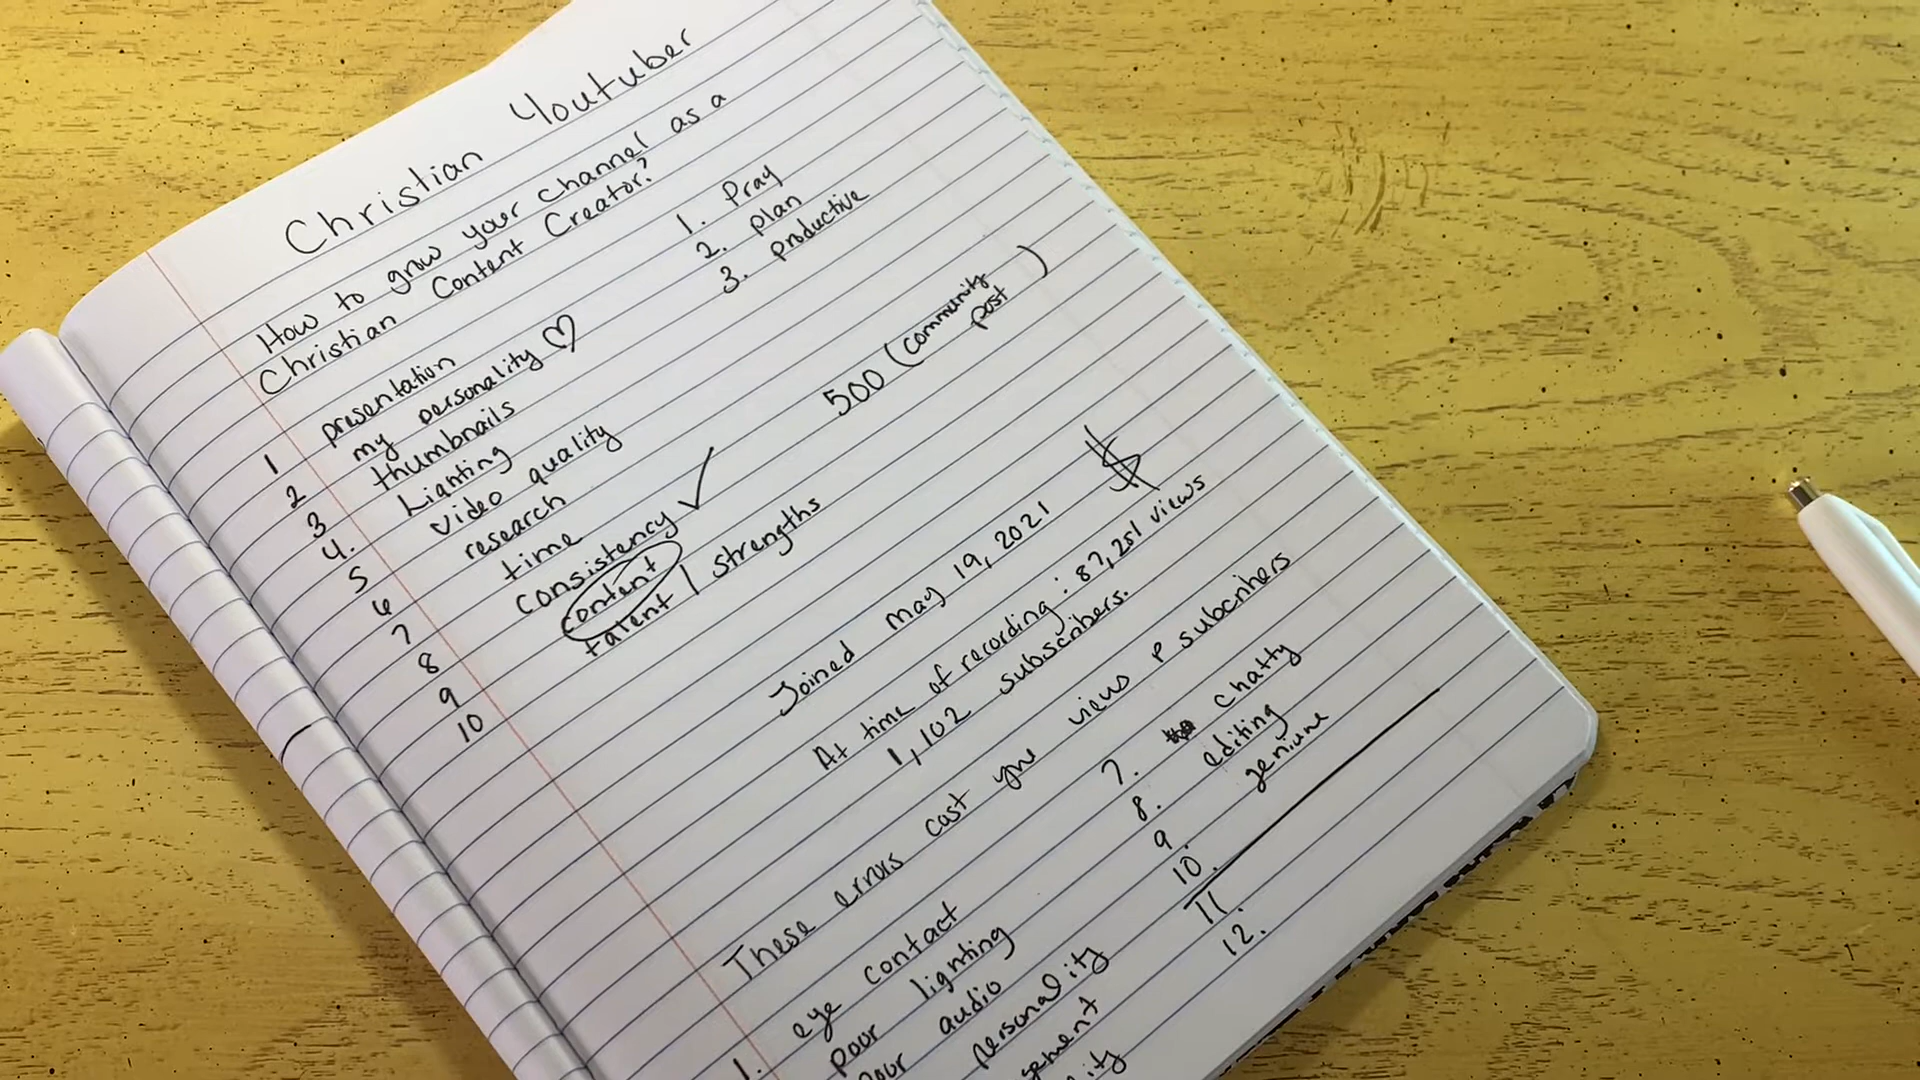 Christian Youtuber
How to grow your channel as a
Christian Content Creator?
1. Pray
2. plan
3. productive
1 presentation
2 my personality ♡
3 thumbnails
4. Lighting
5 video quality
6 research
7 time
8 consistency ✓
9 content
10 talent / strengths
500 (community
post)
Joined may 19, 2021 $
At time of recording: 87,251 views
1,102 subscribers.
These errors cost you views & subscribers
1. eye contact
poor lighting
poor audio
personality
7. chatty
8. editing
9. geniune
10.
11
12.